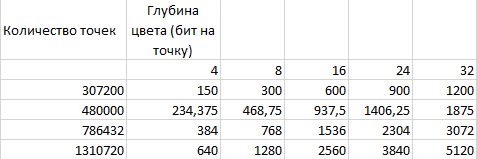 Количество точек Глубина цвета (бит на точку)
4 8 16 24 32
307200 150 300 600 900 1200
480000 234,375 468,75 937,5 1406,25 1875
786432 384 768 1536 2304 3072
1310720 640 1280 2560 3840 5120